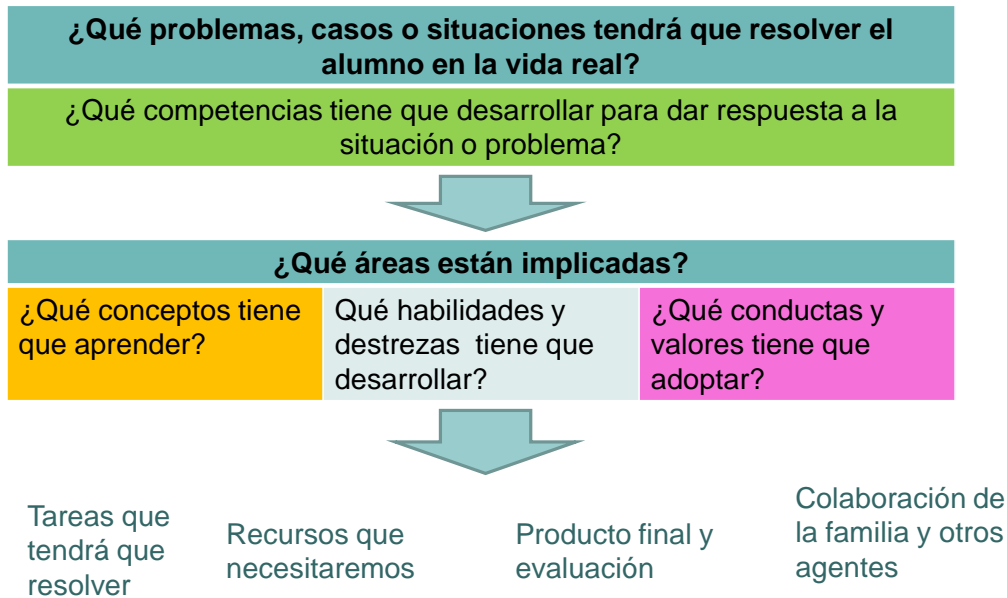 ¿Qué problemas, casos o situaciones tendrá que resolver el
alumno en la vida real?
¿Qué competencias tiene que desarrollar para dar respuesta a la
situación o problema?
¿Qué áreas están implicadas?
¿Qué conceptos tiene
que aprender?
Qué habilidades y
destrezas tiene que
desarrollar?
¿Qué conductas y
valores tiene que
adoptar?
Tareas que
tendrá que
resolver
Recursos que
necesitaremos
Producto final y
evaluación
Colaboración de
la familia y otros
agentes